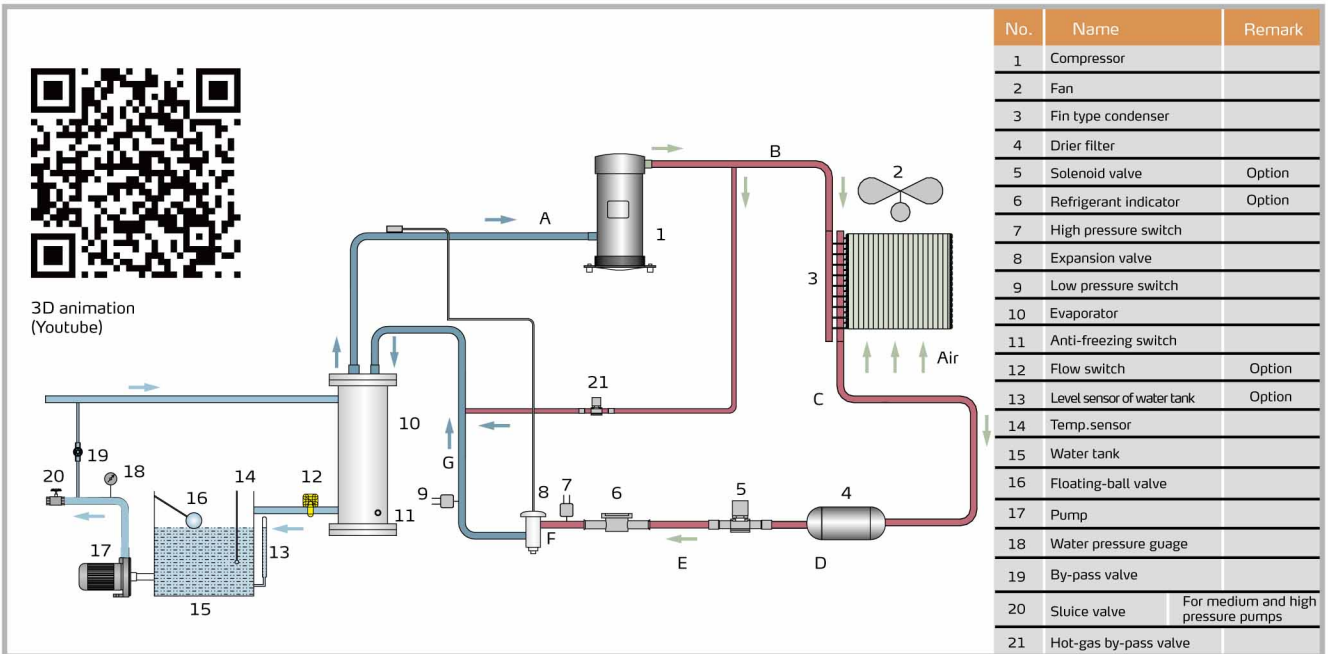 3D animation
(Youtube)
A
B
1
2
3
Air
C
21
10
G
19
18
20
14
16
12
9
11
8
7
6
5
4
F
13
17
E
D
15
No. Name Remark
1 Compressor
2 Fan
3 Fin type condenser
4 Drier filter
5 Solenoid valve Option
6 Refrigerant indicator Option
7 High pressure switch
8 Expansion valve
9 Low pressure switch
10 Evaporator
11 Anti-freezing switch
12 Flow switch Option
13 Level sensor of water tank Option
14 Temp.sensor
15 Water tank
16 Floating-ball valve
17 Pump
18 Water pressure guage
19 By-pass valve
20 Sluice valve For medium and high
pressure pumps
21 Hot-gas by-pass valve